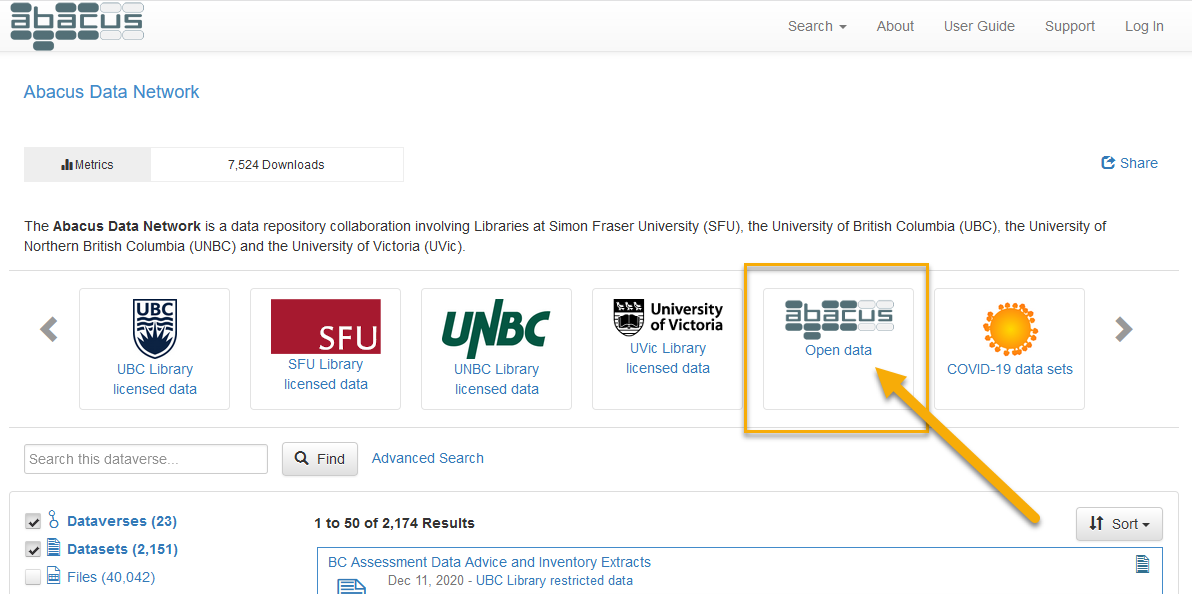 abacus
Search
About
User Guide
Support
Log In
Abacus Data Network
Metrics
7,524 Downloads
Share
The Abacus Data Network is a data repository collaboration involving Libraries at Simon Fraser University (SFU), the University of British Columbia (UBC), the University of
Northern British Columbia (UNBC) and the University of Victoria (UVic).
UBC
UBC Library
licensed data
SFU
SFU Library
licensed data
UNBC
UNBC Library
licensed data
University
of Victoria
UVic Library
licensed data
abacus
Open data
COVID-19 data sets
Search this dataverse...
Find
Advanced Search
Dataverses (23)
Datasets (2,151)
Files (40,042)
1 to 50 of 2,174 Results
Sort
BC Assessment Data Advice and Inventory Extracts
Dec 11, 2020 - UBC Library restricted data